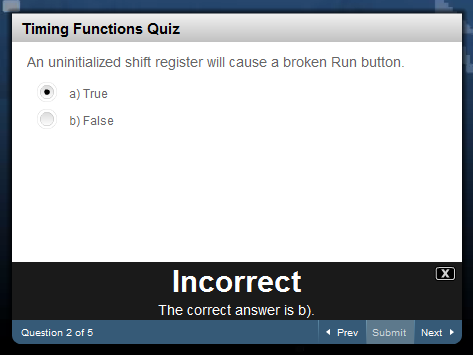 Timing Functions Quiz
An uninitialized shift register will cause a broken Run button.
a) True
b) False
Incorrect
X
The correct answer is b).
Question 2 of 5
Prev
Submit
Next